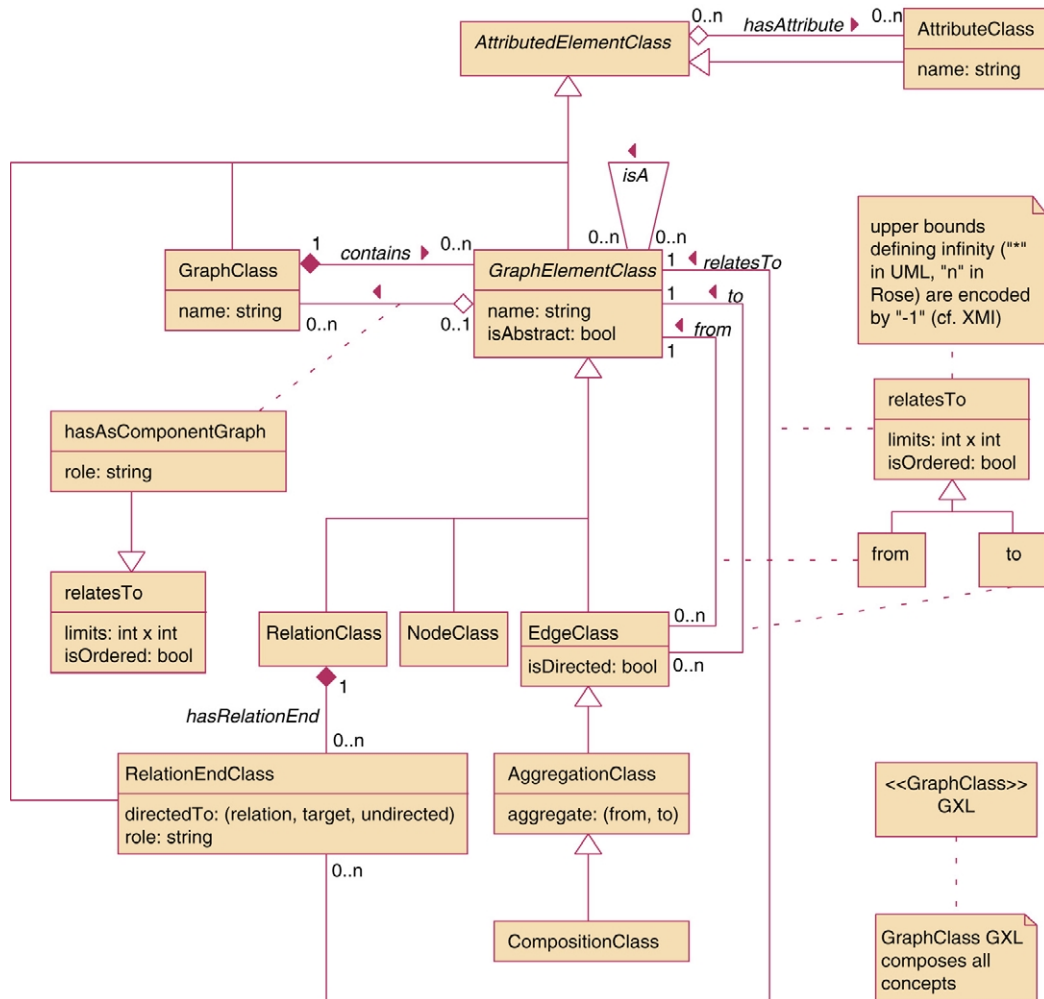 0..n
hasAttribute
0..n
AttributedElementClass
AttributeClass
name: string
isA
0..n
0..n
1
contains
0..n
GraphClass
name: string
0..n
0..1
GraphElementClass
name: string
isAbstract: bool
1
relatesTo
1
to
from
1
upper bounds
defining infinity ("*"
in UML, "n" in
Rose) are encoded
by "-1" (cf. XMI)
relatesTo
limits: int x int
isOrdered: bool
from
to
hasAsComponentGraph
role: string
relatesTo
limits: int x int
isOrdered: bool
RelationClass
NodeClass
EdgeClass
isDirected: bool
0..n
0..n
1
hasRelationEnd
0..n
RelationEndClass
directedTo: (relation, target, undirected)
role: string
0..n
AggregationClass
aggregate: (from, to)
CompositionClass
<<GraphClass>>
GXL
GraphClass GXL
composes all
concepts